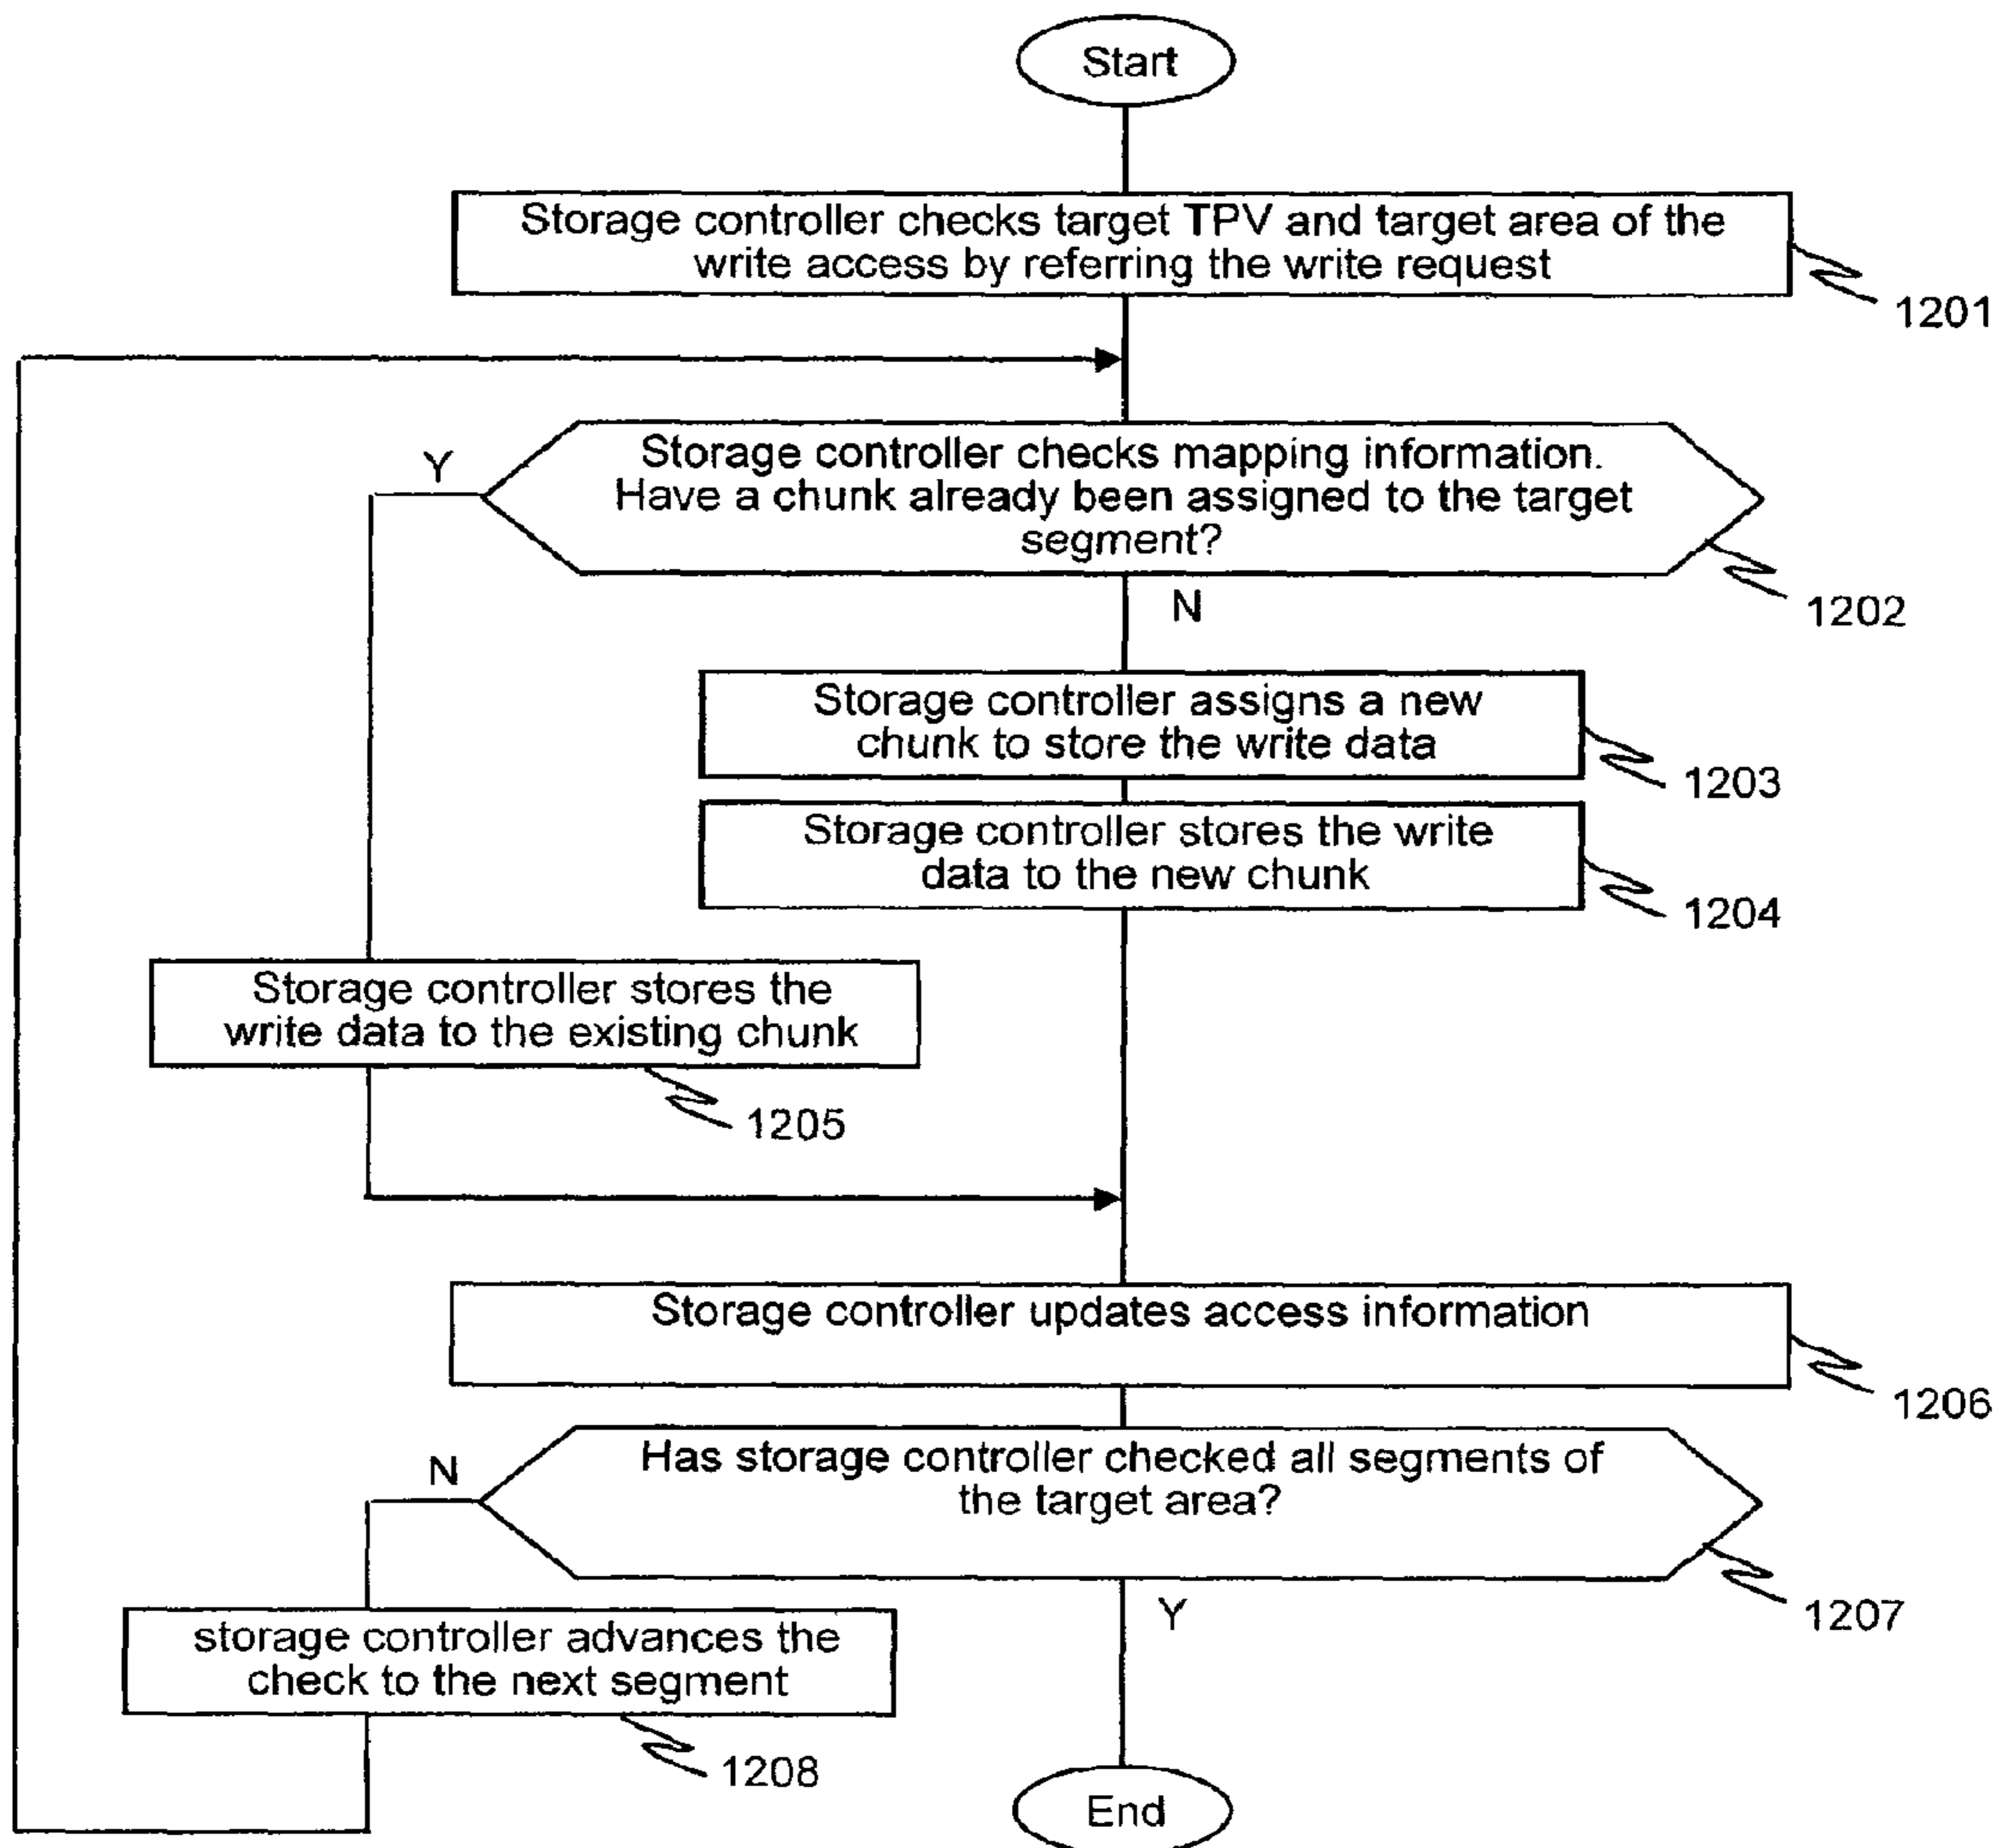 Start
Storage controller checks target TPV and target area of the
write access by referring the write request
1201
Storage controller checks mapping information.
Have a chunk already been assigned to the target
segment?
Y
1202
N
Storage controller assigns a new
chunk to store the write data
1203
Storage controller stores the write
data to the new chunk
1204
Storage controller stores the
write data to the existing chunk
1205
Storage controller updates access information
1206
Has storage controller checked all segments of
the target area?
N
1207
Y
storage controller advances the
check to the next segment
1208
End